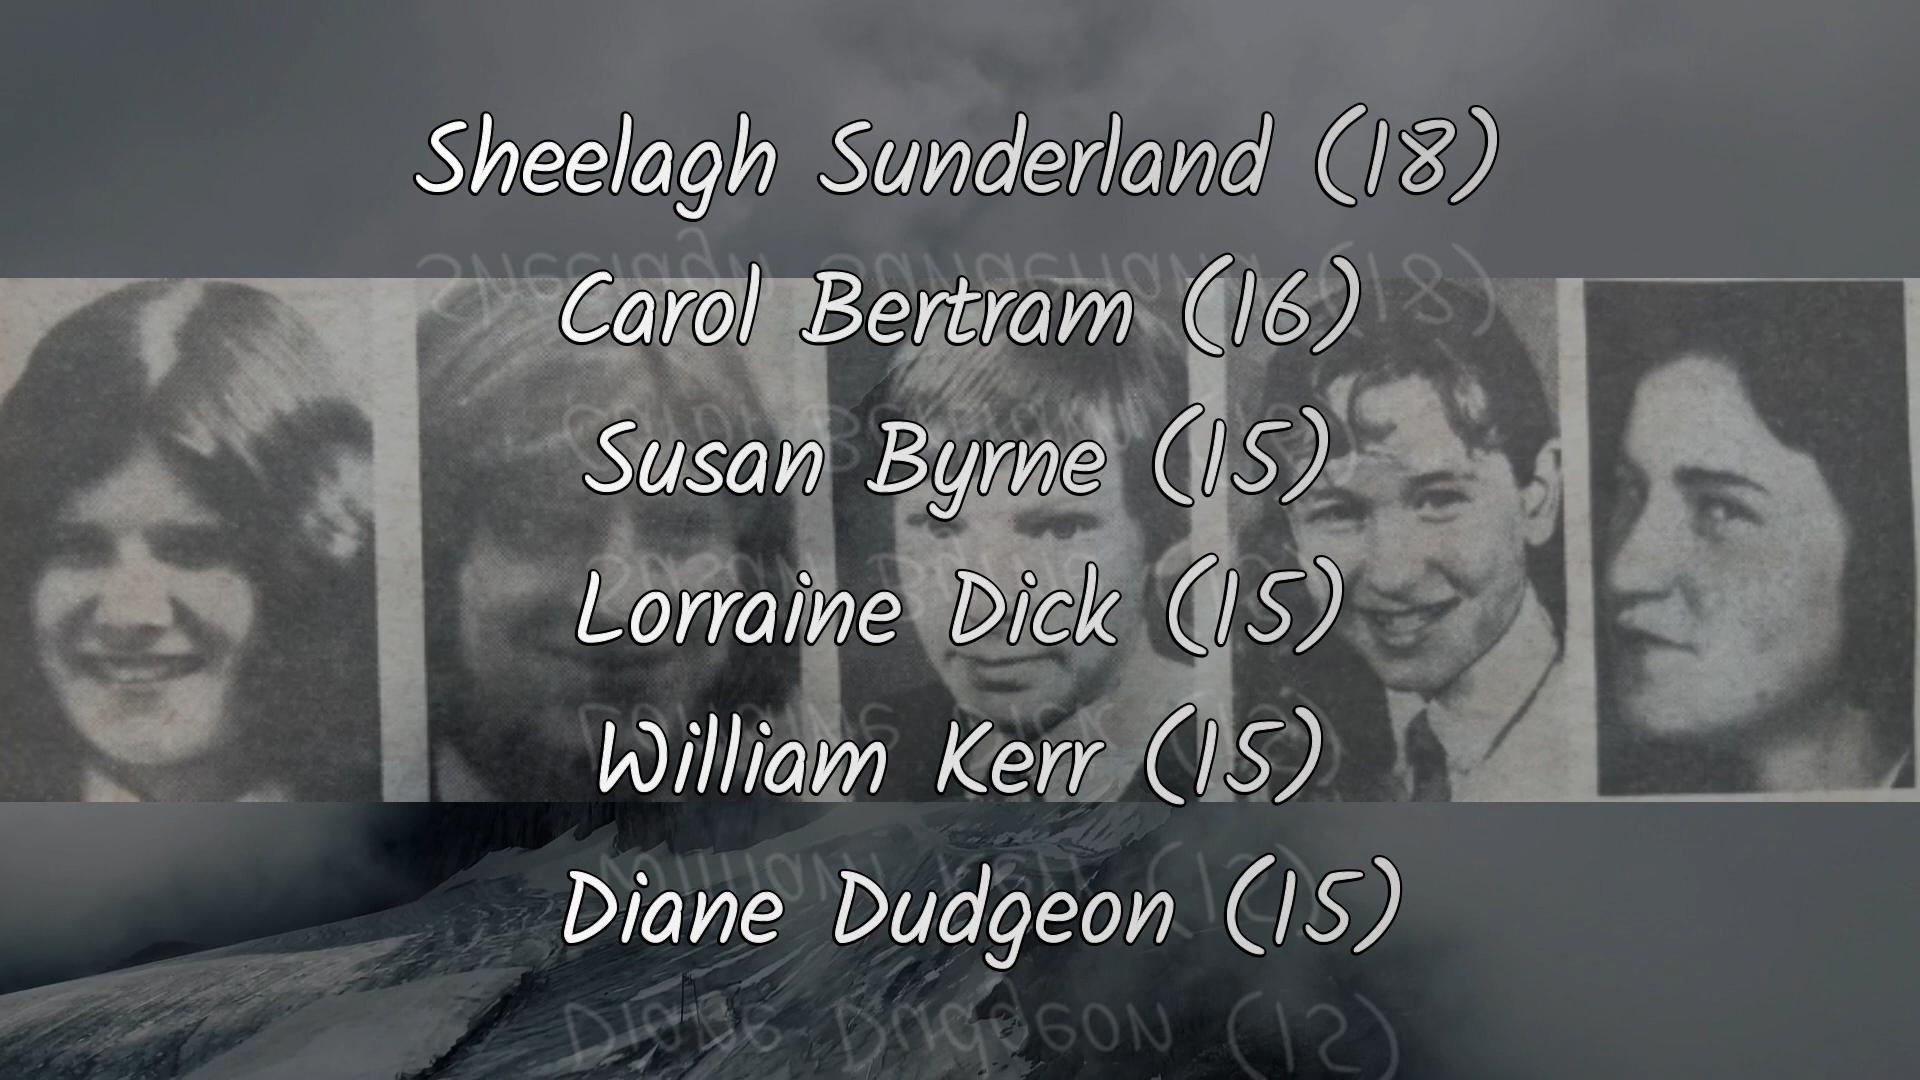 Sheelagh Sunderland (18)
Carol Bertram (16)
Susan Byrne (15)
Lorraine Dick (15)
William Kerr (15)
Diane Dudgeon (15)